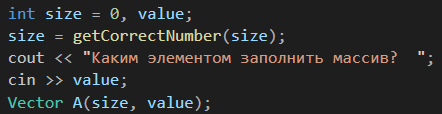 int size = 0, value;
size = getCorrectNumber(size);
cout << "Каким элементом заполнить массив?  ";
cin >> value;
Vector A(size, value);